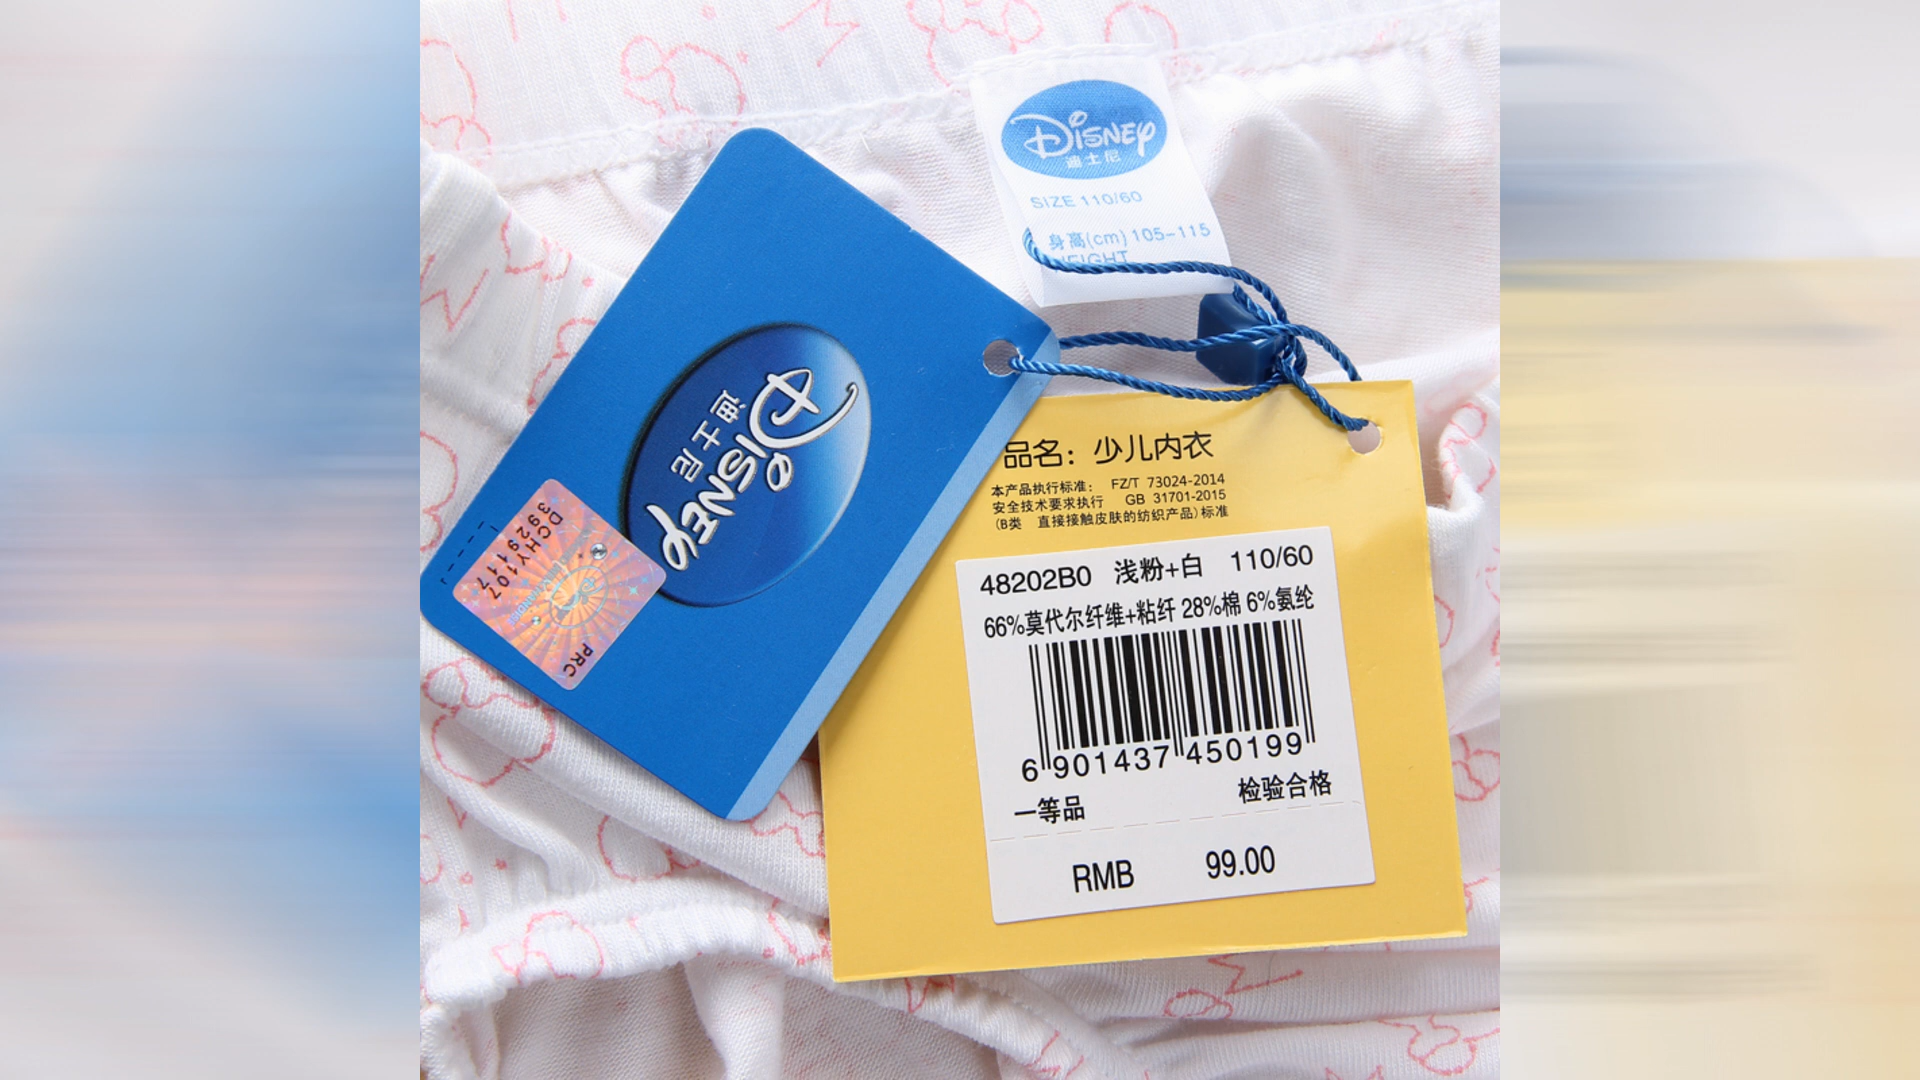 DISNEY
迪士尼
SIZE 110/60
身高(cm) 105-115
HEIGHT
DISNEY
迪士尼
DCHY107
3929117
PRC
品名：少儿内衣
本产品执行标准： FZ/T 73024-2014
安全技术要求执行 GB 31701-2015
(B类 直接接触皮肤的纺织产品)标准
48202B0 浅粉+白 110/60
66%莫代尔纤维+粘纤 28%棉 6%氨纶
6 901437 450199
一等品 检验合格
RMB 99.00